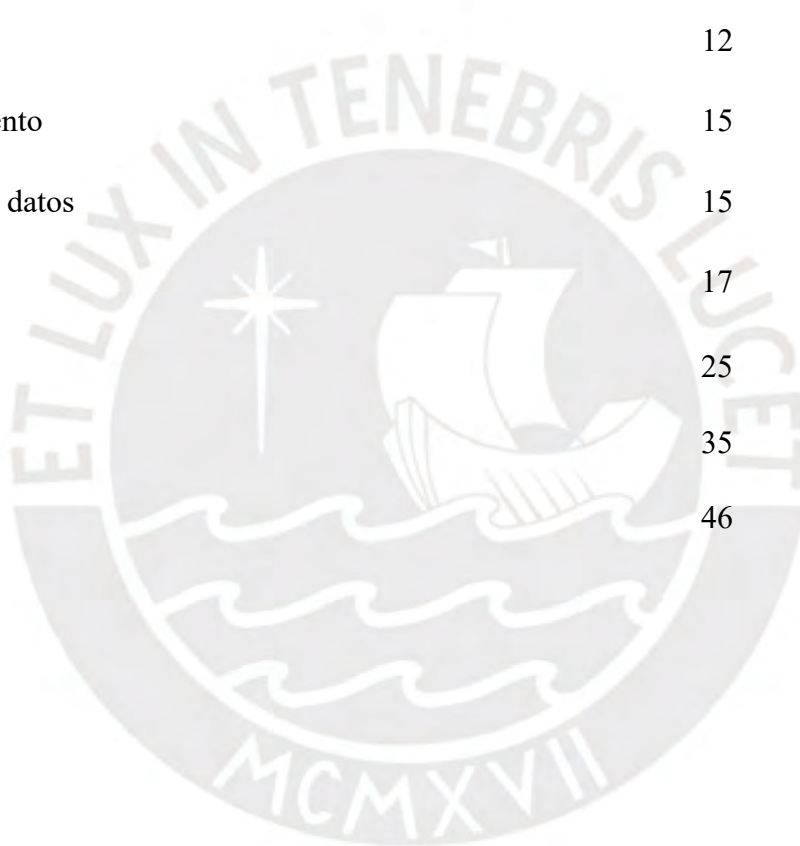 12
ento 15
datos 15
17
25
35
46
ET LUX IN TENEBRIS LUCET
MCMXVII